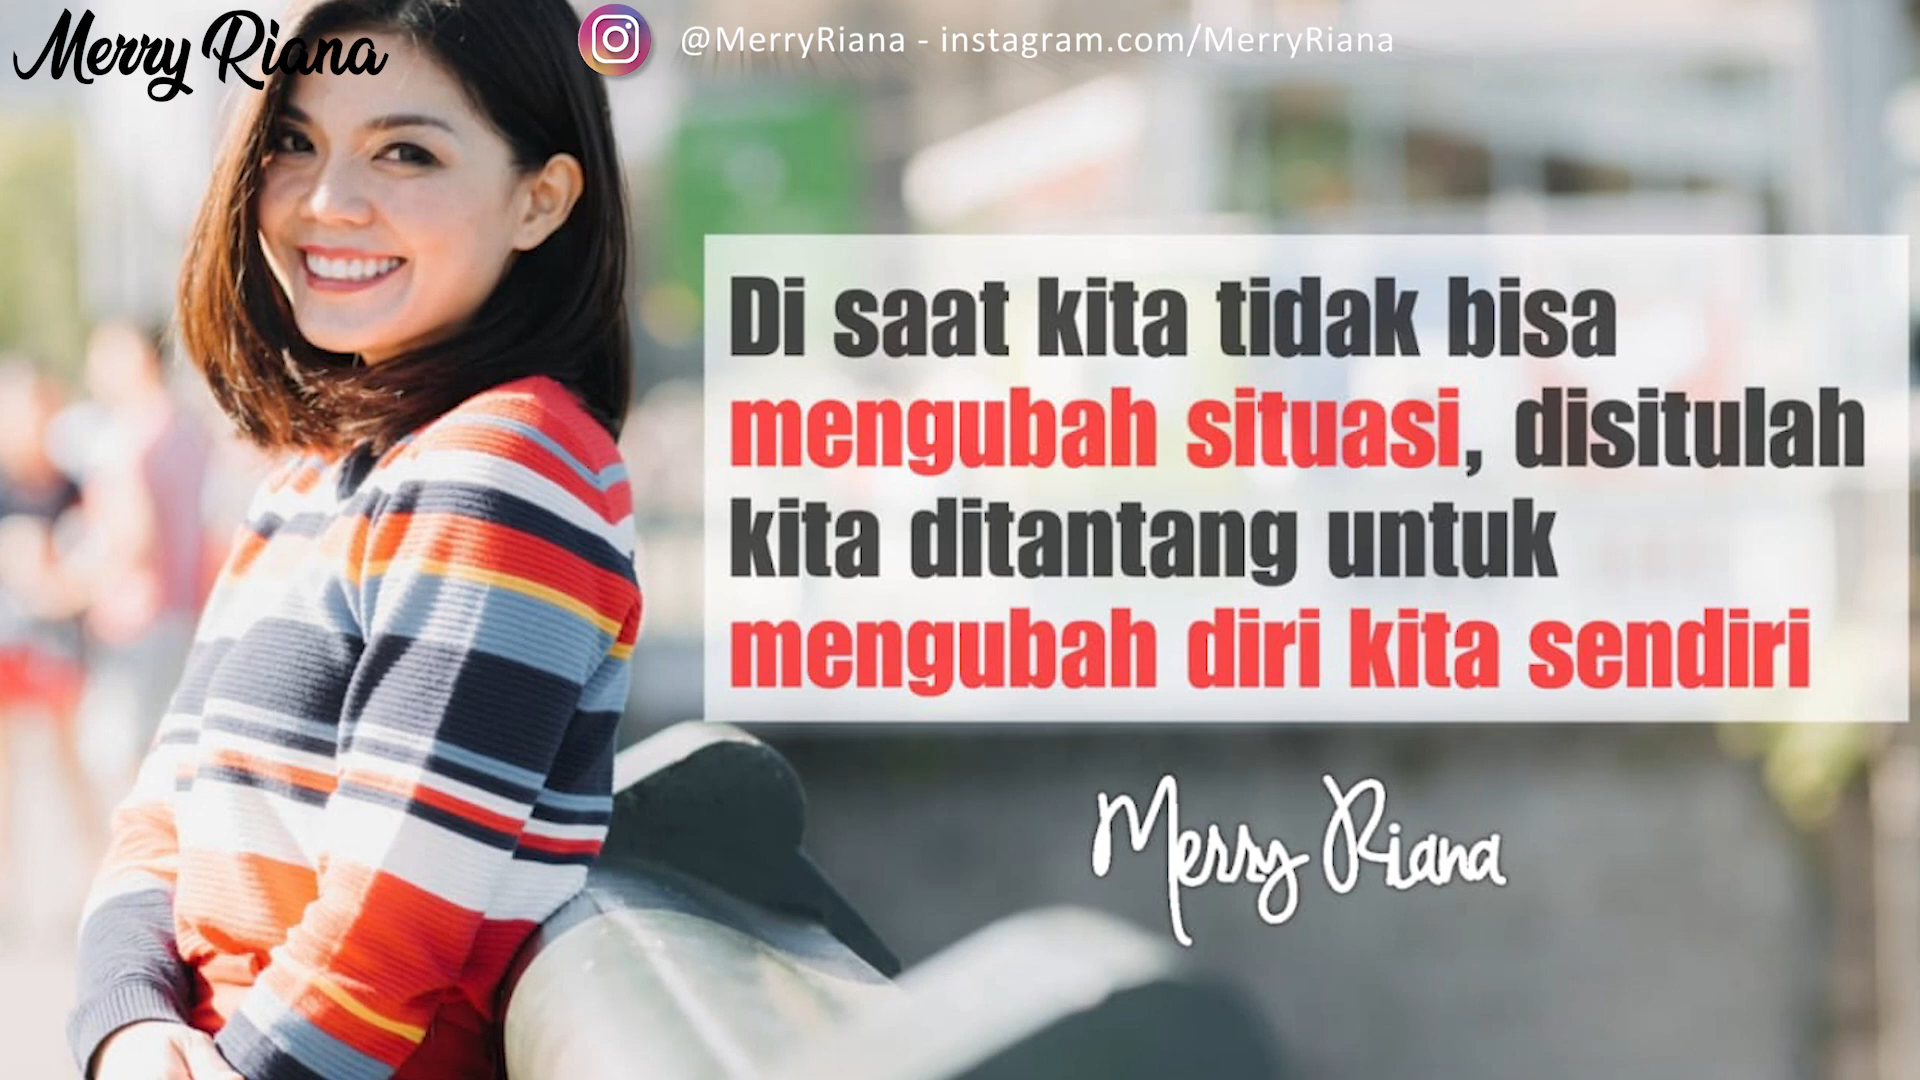 Merry Riana
@MerryRiana - instagram.com/MerryRiana
Di saat kita tidak bisa
mengubah situasi, disitulah
kita ditantang untuk
mengubah diri kita sendiri
Merry Riana